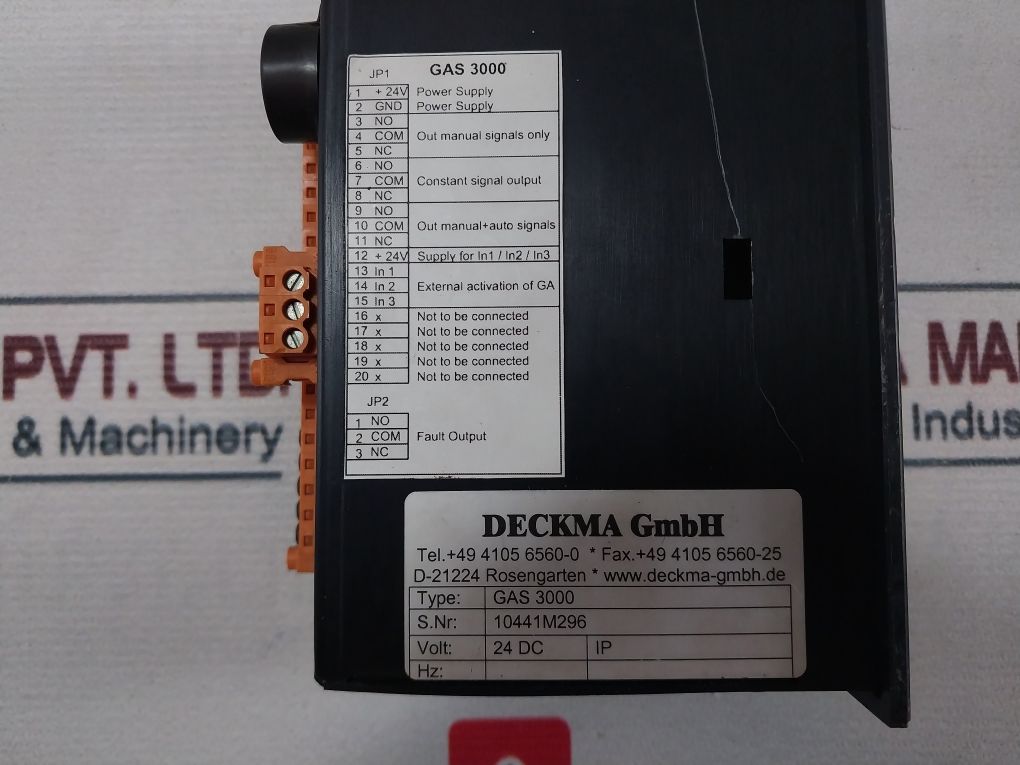 JP1 GAS 3000
1 + 24V Power Supply
2 GND Power Supply
3 NO
4 COM Out manual signals only
5 NC
6 NO
7 COM Constant signal output
8 NC
9 NO
10 COM Out manual+auto signals
11 NC
12 + 24V Supply for In1 / In2 / In3
13 In 1
14 In 2 External activation of GA
15 In 3
16 x Not to be connected
17 x Not to be connected
18 x Not to be connected
19 x Not to be connected
20 x Not to be connected
JP2
1 NO
2 COM Fault Output
3 NC
DECKMA GmbH
Tel.+49 4105 6560-0 * Fax.+49 4105 6560-25
D-21224 Rosengarten * www.deckma-gmbh.de
Type: GAS 3000
S.Nr: 10441M296
Volt: 24 DC IP
Hz:
PVT. LTD
& Machinery
A MA
Indus